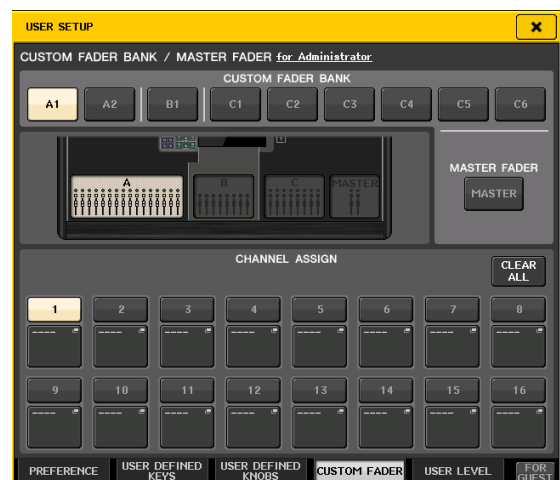 USER SETUP
CUSTOM FADER BANK / MASTER FADER for Administrator
CUSTOM FADER BANK
A1 A2 B1 C1 C2 C3 C4 C5 C6
A B C MASTER
MASTER FADER
MASTER
CHANNEL ASSIGN
CLEAR
ALL
1 2 3 4 5 6 7 8
---- ---- ---- ---- ---- ---- ---- ----
9 10 11 12 13 14 15 16
---- ---- ---- ---- ---- ---- ---- ----
PREFERENCE USER DEFINED KEYS USER DEFINED KNOBS CUSTOM FADER USER LEVEL FOR GUEST